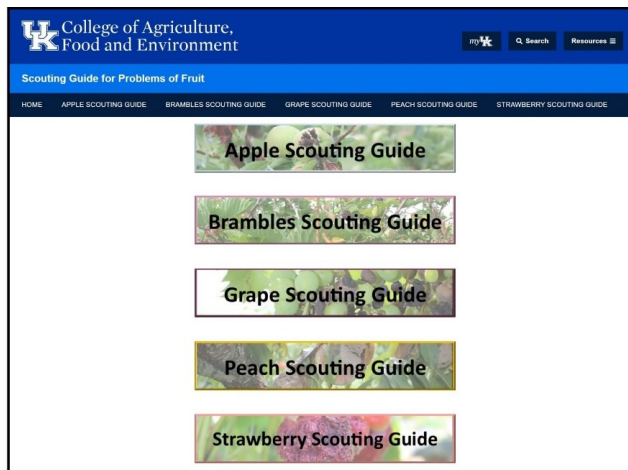 UK College of Agriculture,
Food and Environment
myUK Search Resources
Scouting Guide for Problems of Fruit
HOME APPLE SCOUTING GUIDE BRAMBLES SCOUTING GUIDE GRAPE SCOUTING GUIDE PEACH SCOUTING GUIDE STRAWBERRY SCOUTING GUIDE
Apple Scouting Guide
Brambles Scouting Guide
Grape Scouting Guide
Peach Scouting Guide
Strawberry Scouting Guide